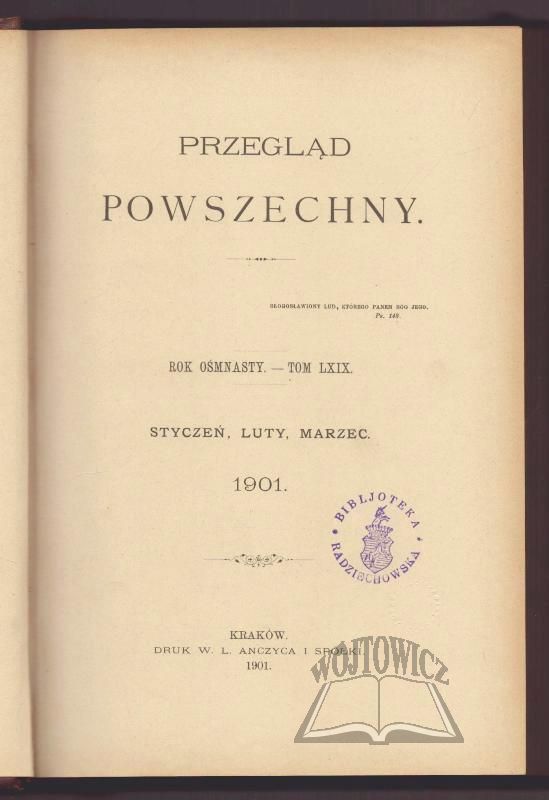 PRZEGLĄD
POWSZECHNY.
BŁOGOSŁAWIONY LUD, KTÓREGO PANEM BÓG JEGO.
Ps. 143.
ROK OŚMNASTY. — TOM LXIX.
STYCZEŃ, LUTY, MARZEC.
1901.
BIBLJOTEKA
RADZIECHOWSKA
KRAKÓW.
DRUK W. L. ANCZYCA I SPÓŁKI.
1901.
WÓJTOWICZ